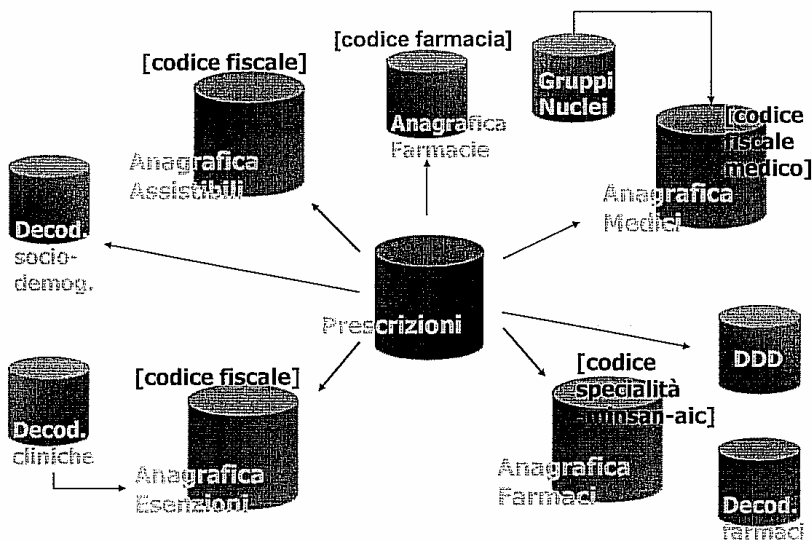 [codice fiscale]
Anagrafica
Assistibili
[codice farmacia]
Anagrafica
Farmacie
Gruppi
Nuclei
[codice
fiscale
medico]
Anagrafica
Medici
Decod.
socio-
demog.
Prescrizioni
DDD
Decod.
cliniche
[codice fiscale]
Anagrafica
Esenzioni
[codice
specialità
minsan-aic]
Anagrafica
Farmaci
Decod.
farmaci